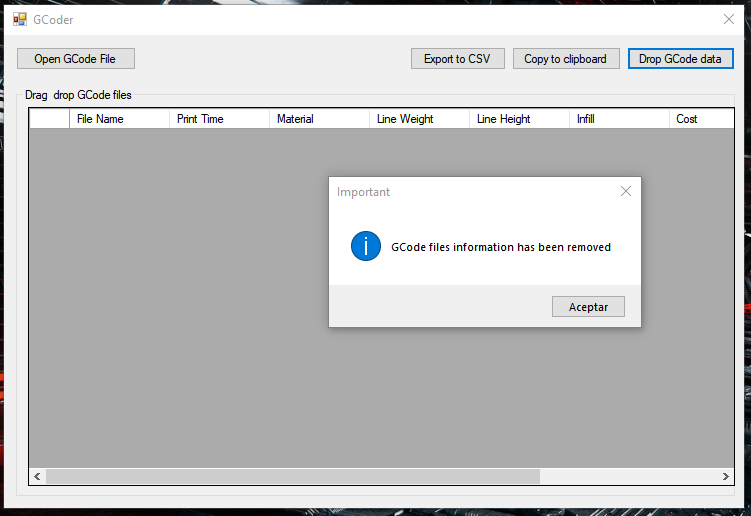 GCoder
Open GCode File
Export to CSV
Copy to clipboard
Drop GCode data
Drag  drop GCode files
File Name
Print Time
Material
Line Weight
Line Height
Infill
Cost
Important
GCode files information has been removed
Aceptar